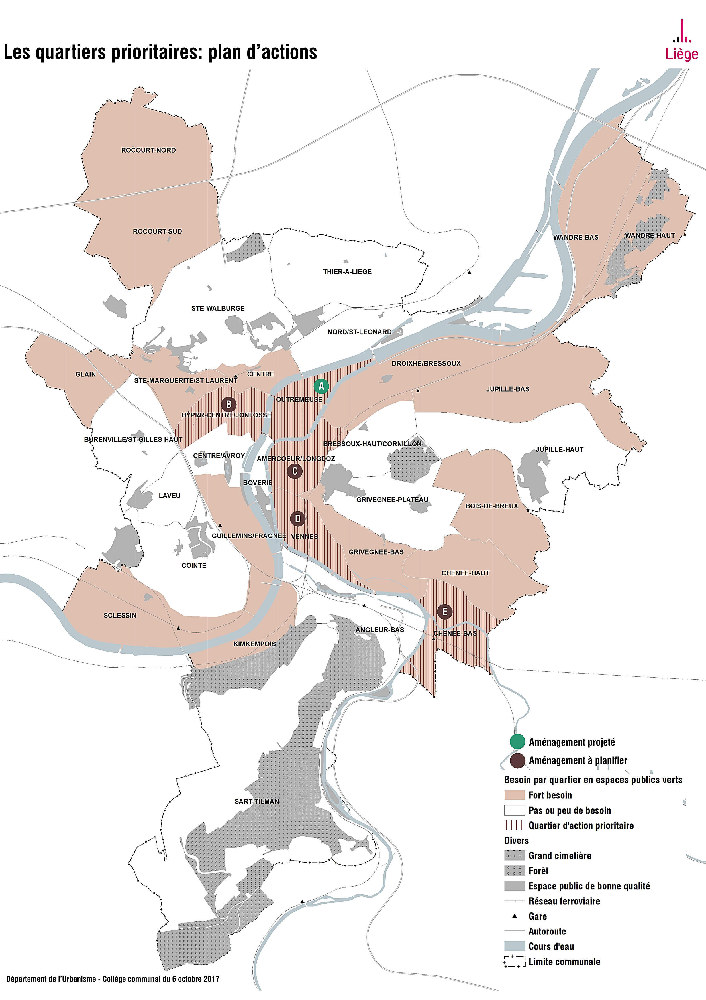 Liège
Les quartiers prioritaires: plan d'actions
ROCOURT-NORD
ROCOURT-SUD
WANDRE-BAS
WANDRE-HAUT
THIER-A-LIEGE
STE-WALBURGE
NORD/ST-LEONARD
DROIXHE/BRESSOUX
GLAIN
CENTRE
STE-MARGUERITE/ST LAURENT
A
JUPILLE-BAS
OUTREMEUSE
B
HYPER-CENTRE/JONFOSSE
BURENVILLE/ST GILLES HAUT
BRESSOUX-HAUT/CORNILLON
JUPILLE-HAUT
CENTRE/AVROY
AMERCOEUR/LONGDOZ
C
BOVERIE
LAVEU
GRIVEGNEE-PLATEAU
BOIS-DE-BREUX
D
GUILLEMINS/FRAGNEE
VENNES
GRIVEGNEE-BAS
COINTE
CHENEE-HAUT
E
SCLESSIN
ANGLEUR-BAS
CHENEE-BAS
KIMKEMPOIS
SART-TILMAN
Aménagement projeté
Aménagement à planifier
Besoin par quartier en espaces publics verts
Fort besoin
Pas ou peu de besoin
Quartier d'action prioritaire
Divers
Grand cimetière
Forêt
Espace public de bonne qualité
Réseau ferroviaire
Gare
Autoroute
Cours d'eau
Limite communale
Département de l'Urbanisme - Collège communal du 6 octobre 2017